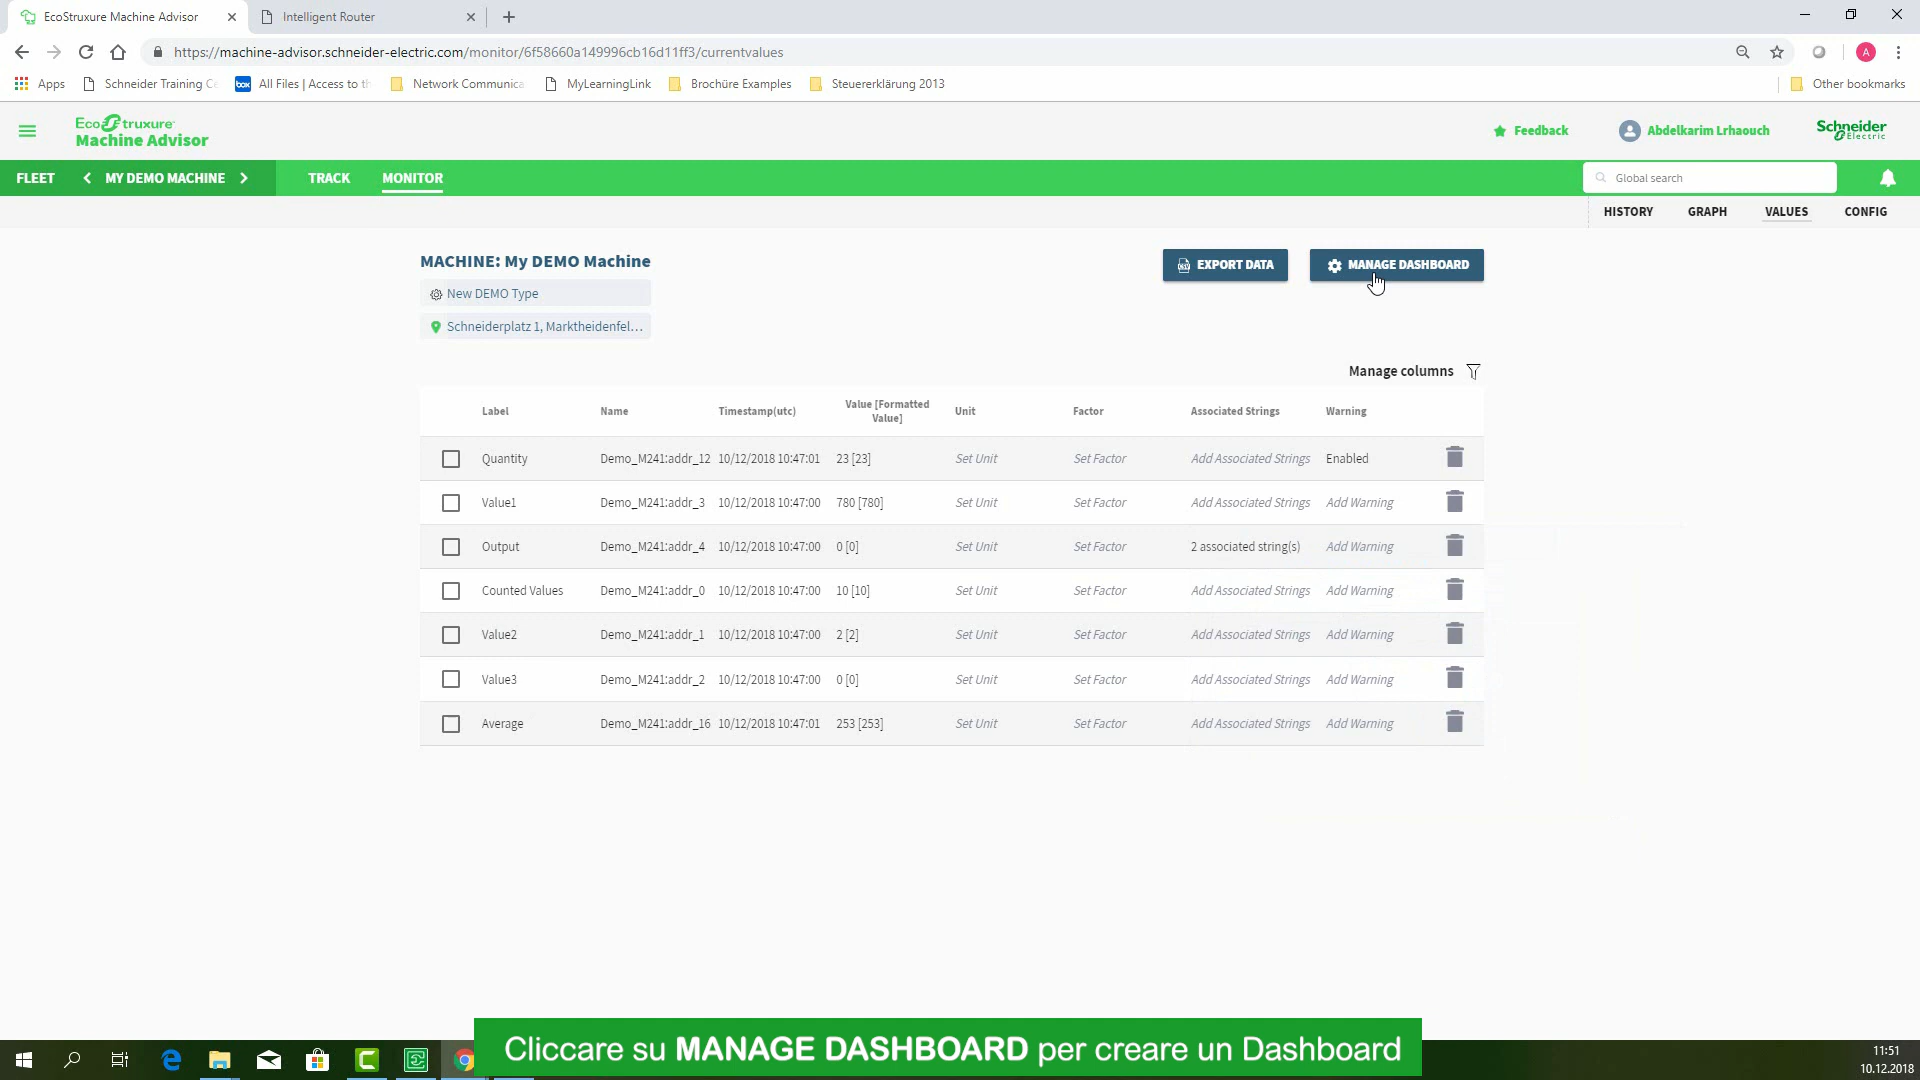 EcoStruxure Machine Advisor
Intelligent Router
https://machine-advisor.schneider-electric.com/monitor/6f58660a149996cb16d11ff3/currentvalues
A
Apps
Schneider Training Ce
box
All Files | Access to th
Network Communica
MyLearningLink
Brochüre Examples
Steuererklärung 2013
Other bookmarks
EcoStruxure
Machine Advisor
Feedback
Abdelkarim Lrhaouch
Schneider
Electric
FLEET
MY DEMO MACHINE
TRACK
MONITOR
Global search
HISTORY
GRAPH
VALUES
CONFIG
MACHINE: My DEMO Machine
EXPORT DATA
MANAGE DASHBOARD
New DEMO Type
Schneiderplatz 1, Marktheidenfel...
Manage columns
Label Name Timestamp(utc) Value [Formatted Value] Unit Factor Associated Strings Warning
Quantity Demo_M241:addr_12 10/12/2018 10:47:01 23 [23] Set Unit Set Factor Add Associated Strings Enabled
Value1 Demo_M241:addr_3 10/12/2018 10:47:00 780 [780] Set Unit Set Factor Add Associated Strings Add Warning
Output Demo_M241:addr_4 10/12/2018 10:47:00 0 [0] Set Unit Set Factor 2 associated string(s) Add Warning
Counted Values Demo_M241:addr_0 10/12/2018 10:47:00 10 [10] Set Unit Set Factor Add Associated Strings Add Warning
Value2 Demo_M241:addr_1 10/12/2018 10:47:00 2 [2] Set Unit Set Factor Add Associated Strings Add Warning
Value3 Demo_M241:addr_2 10/12/2018 10:47:00 0 [0] Set Unit Set Factor Add Associated Strings Add Warning
Average Demo_M241:addr_16 10/12/2018 10:47:01 253 [253] Set Unit Set Factor Add Associated Strings Add Warning
Cliccare su MANAGE DASHBOARD per creare un Dashboard
11:51
10.12.2018